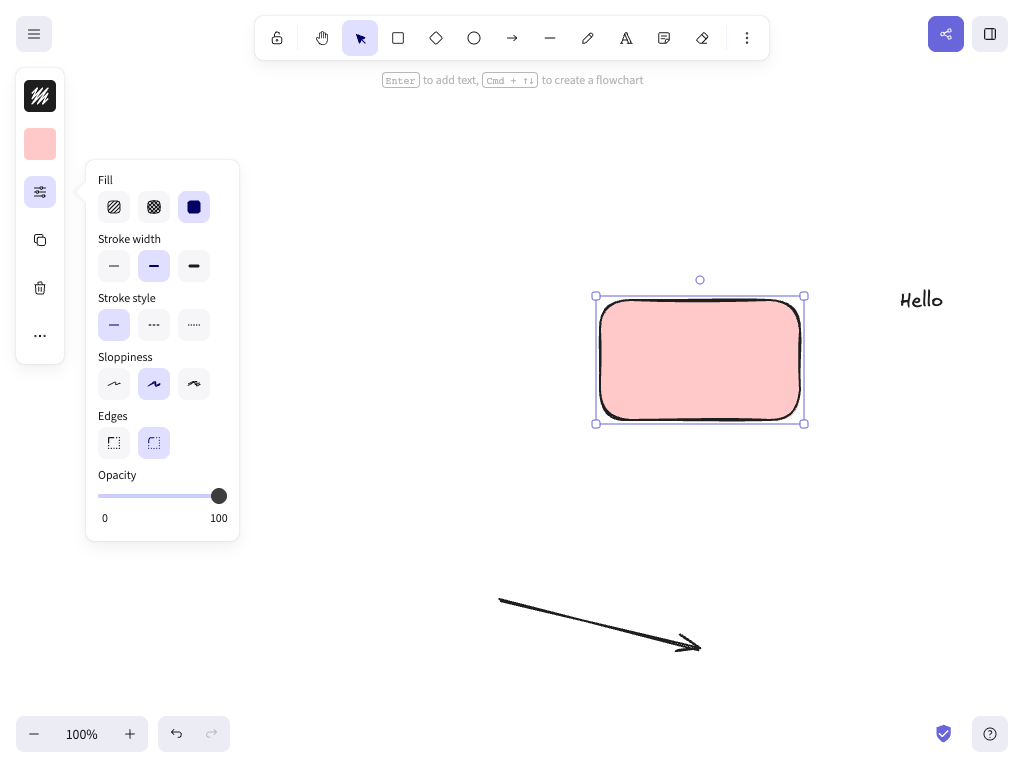 Enter to add text, Cmd + ↑↓ to create a flowchart
Fill
Stroke width
Stroke style
Sloppiness
Edges
Opacity
0 100
Hello
100%